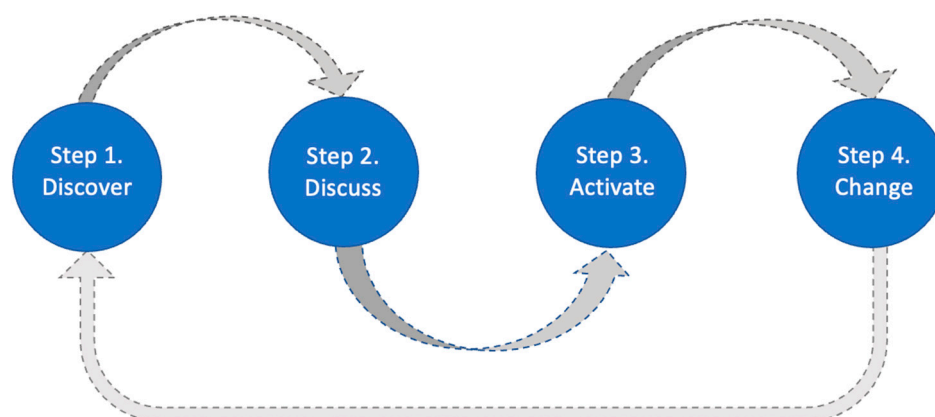 Step 1.
Discover
Step 2.
Discuss
Step 3.
Activate
Step 4.
Change